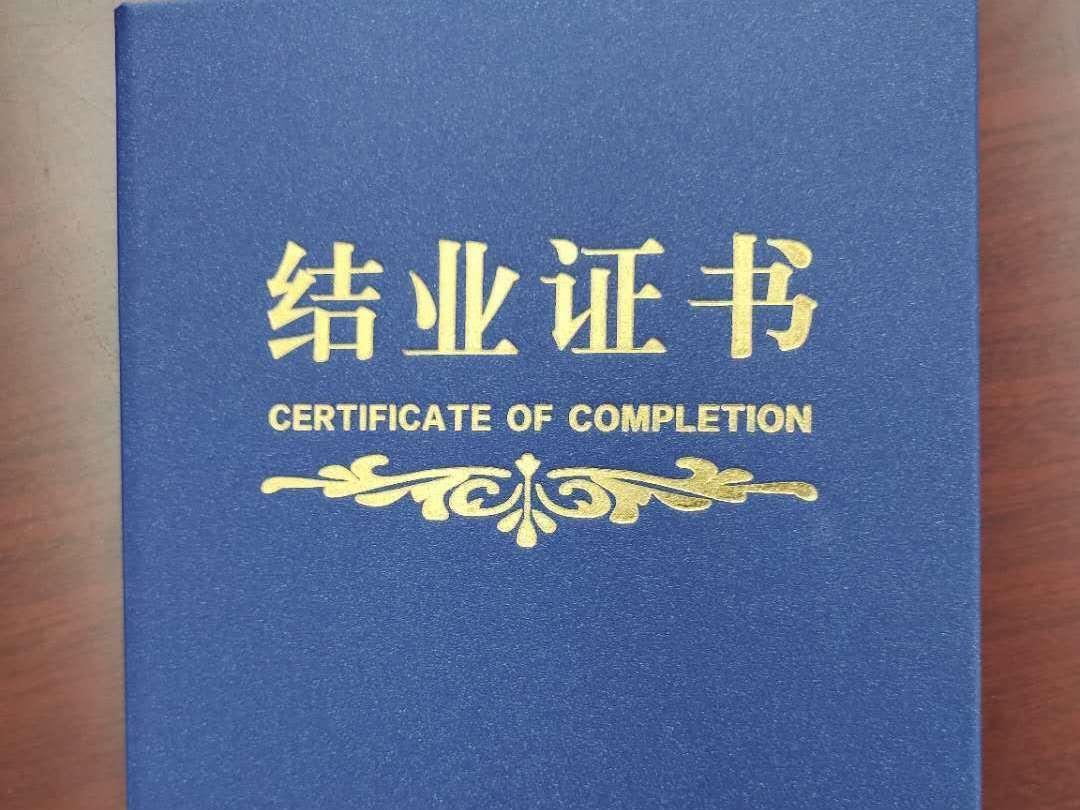 结业证书
CERTIFICATE OF COMPLETION